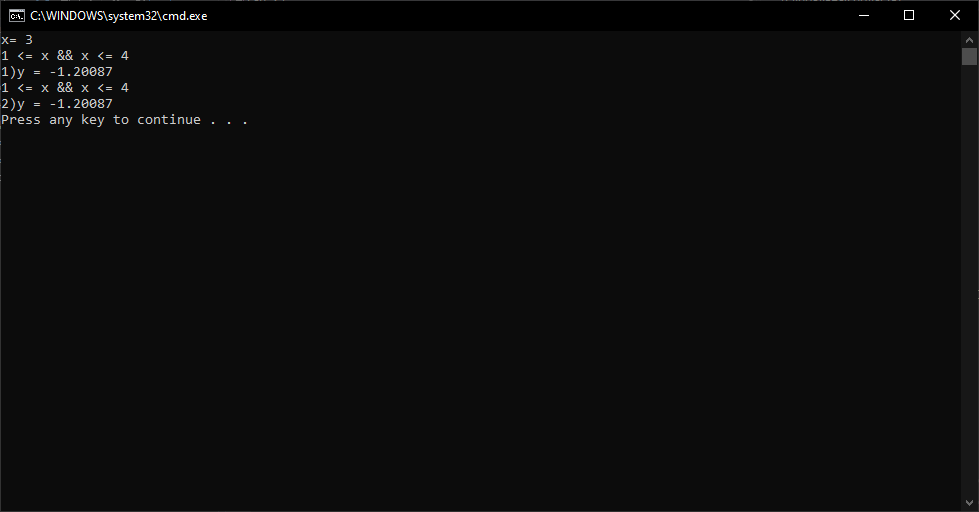 C:\WINDOWS\system32\cmd.exe
x= 3
1 <= x && x <= 4
1)y = -1.20087
1 <= x && x <= 4
2)y = -1.20087
Press any key to continue . . .